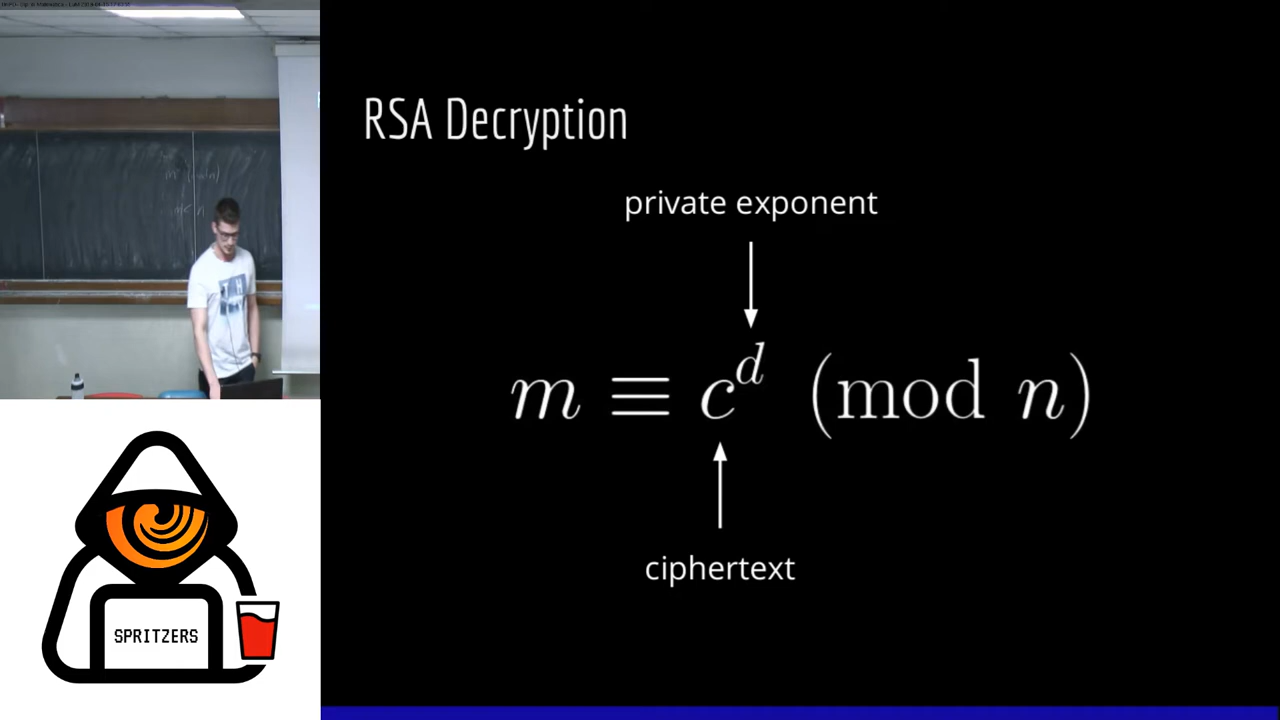 RSA Decryption
private exponent
m ≡ c^d (mod n)
ciphertext
SPRITZERS